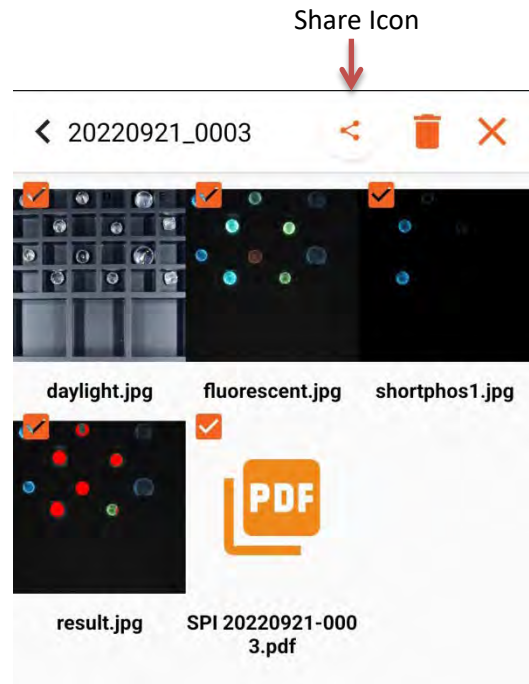 Share Icon
20220921_0003
daylight.jpg fluorescent.jpg shortphos1.jpg
PDF
result.jpg SPI 20220921-000
3.pdf